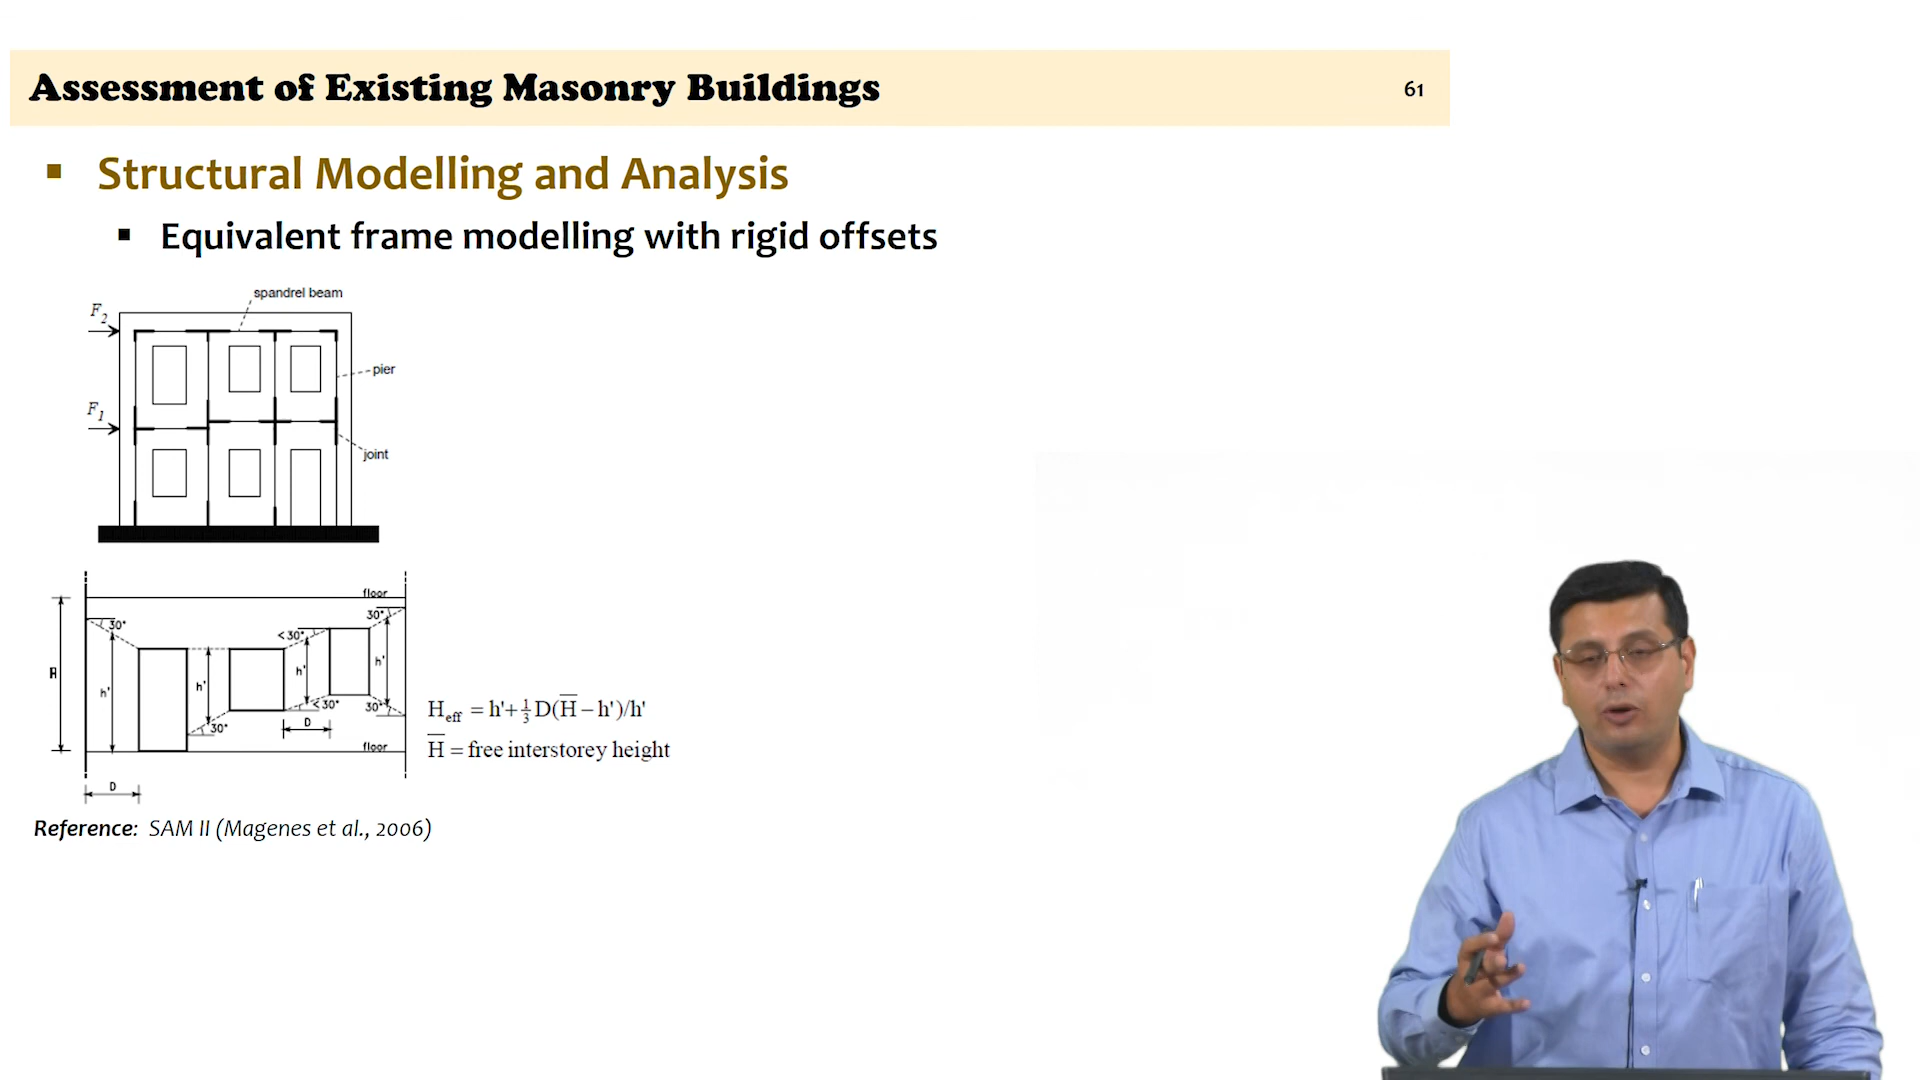 Assessment of Existing Masonry Buildings
61
▪ Structural Modelling and Analysis
▪ Equivalent frame modelling with rigid offsets
spandrel beam
F2
pier
F1
joint
floor
30°
30°
< 30°
H
h'
h'
h'
h'
< 30°
30°
30°
D
floor
D
Heff = h'+⅓D(H̅ – h')/h'
H̅ = free interstorey height
Reference: SAM II (Magenes et al., 2006)